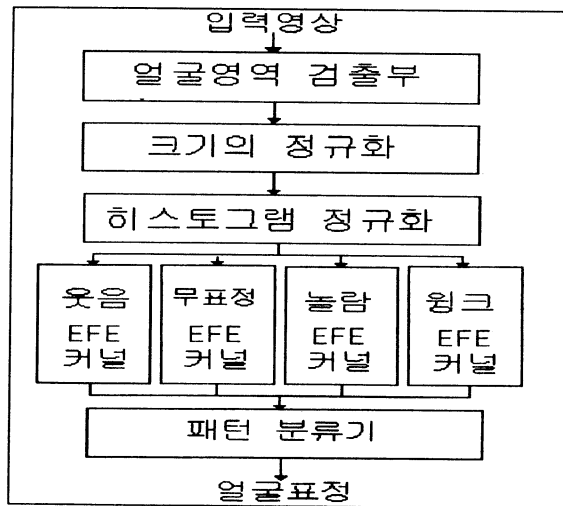 입력영상
얼굴영역 검출부
크기의 정규화
히스토그램 정규화
웃음
EFE
커널
무표정
EFE
커널
놀람
EFE
커널
윙크
EFE
커널
패턴 분류기
얼굴표정